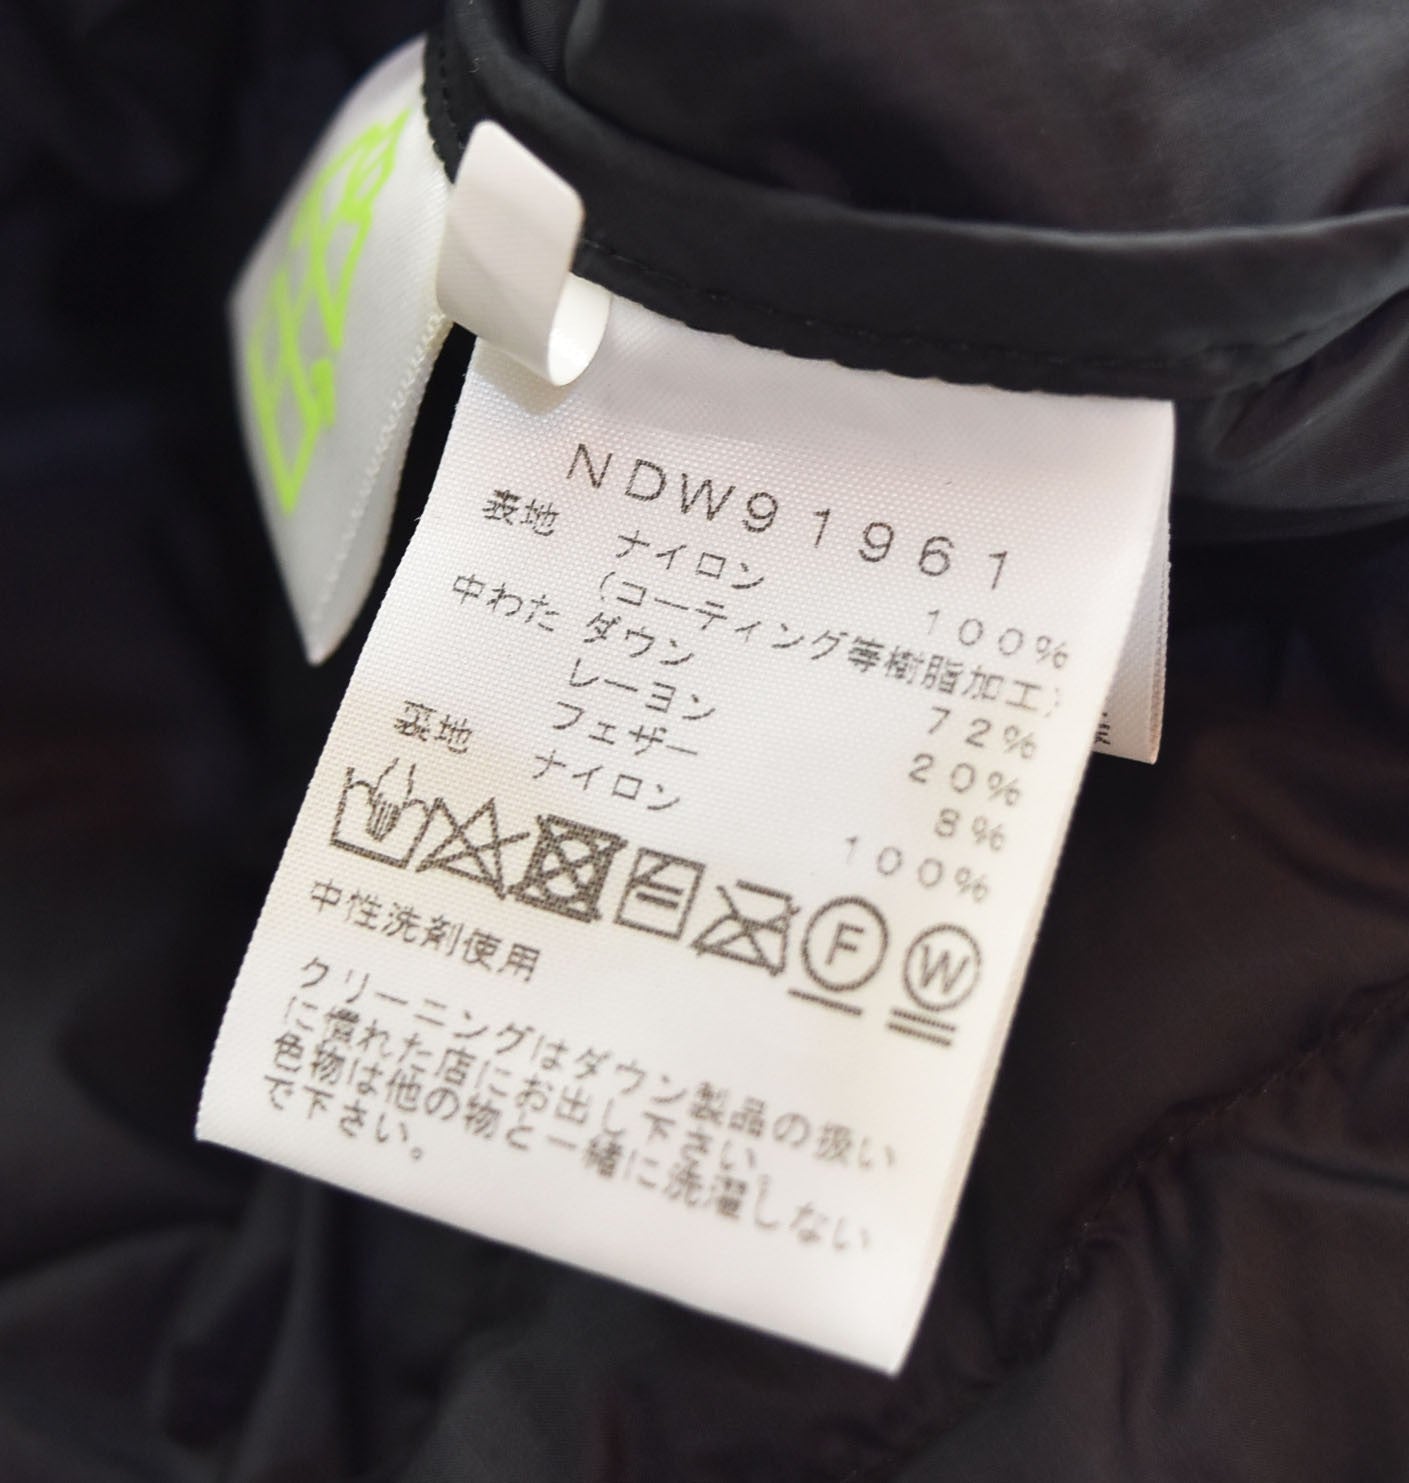 NDW91961
表地 ナイロン 100%
(コーティング等樹脂加工)
中わた ダウン 72%
レーヨン 20%
フェザー 8%
裏地 ナイロン 100%
F W
中性洗剤使用
クリーニングはダウン製品の扱い
に慣れた店にお出し下さい。
色物は他の物と一緒に洗濯しない
で下さい。